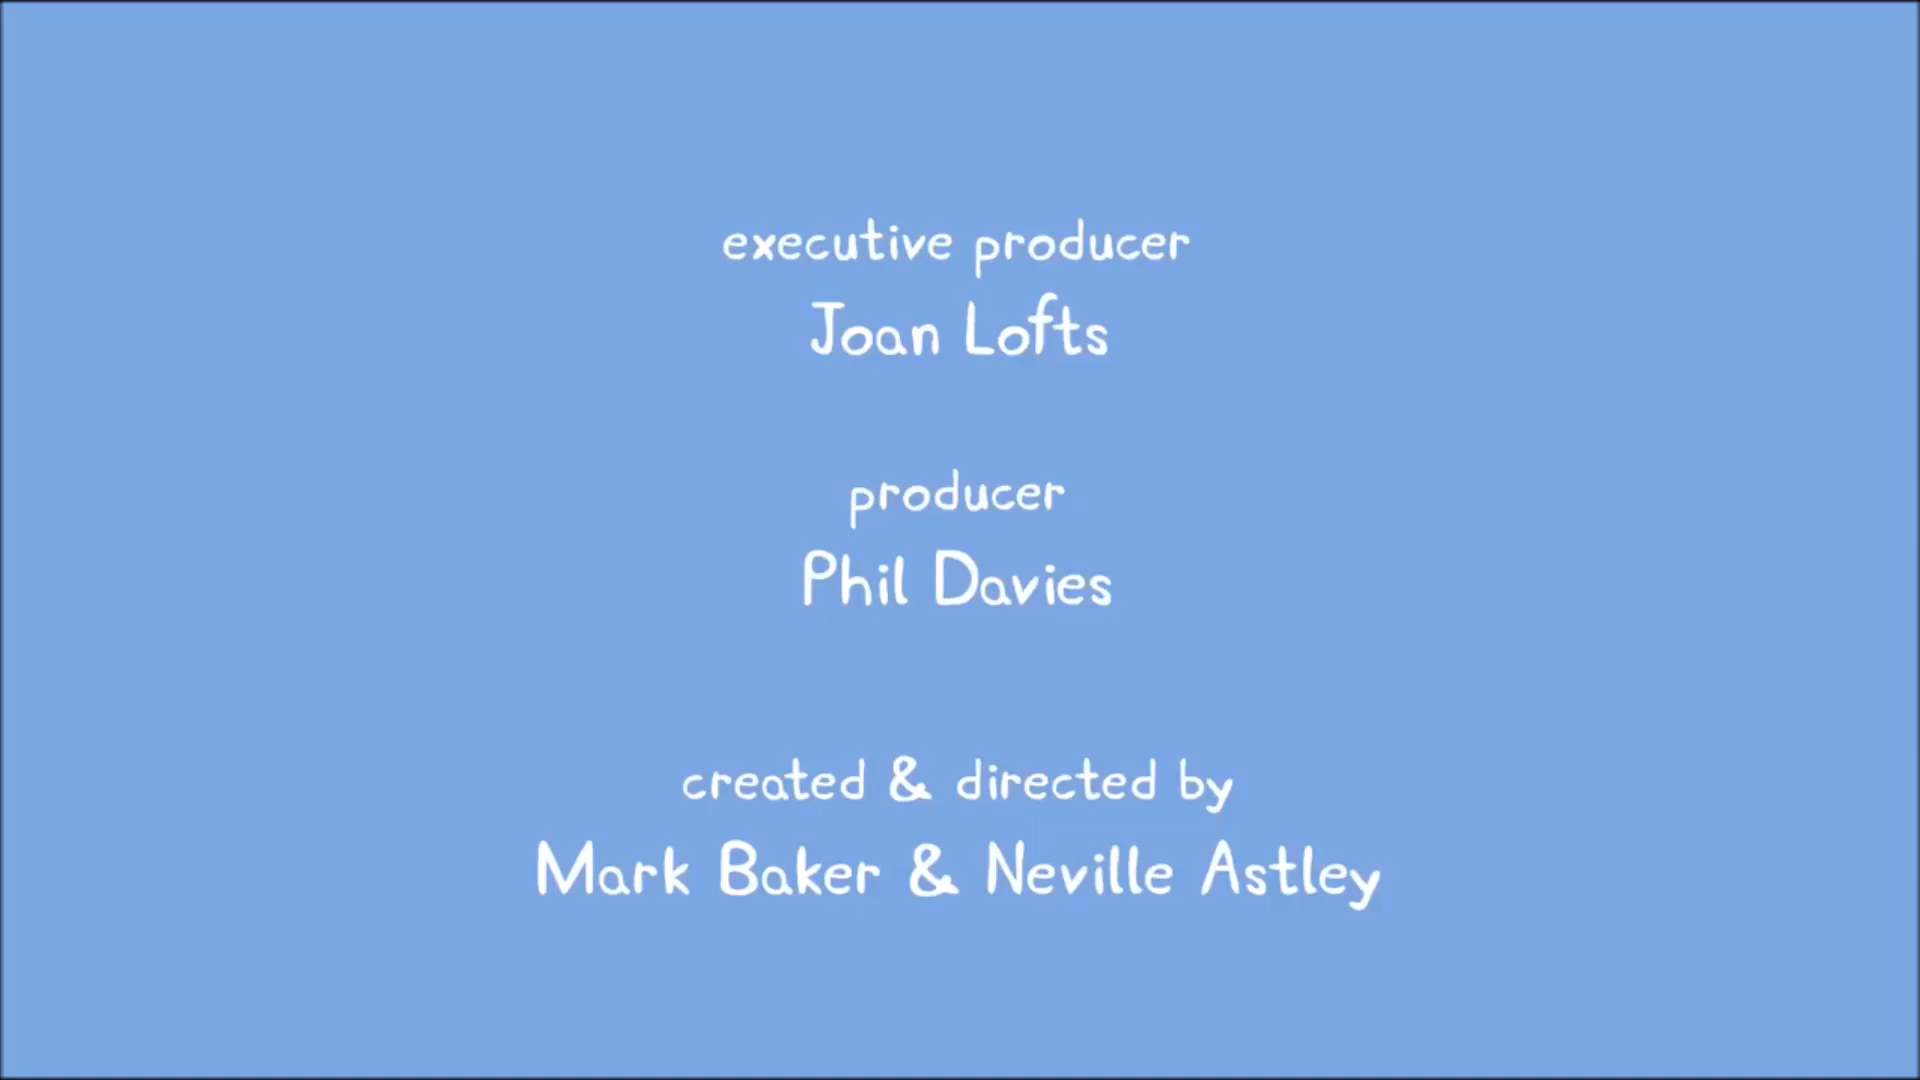 executive producer
Joan Lofts
producer
Phil Davies
created & directed by
Mark Baker & Neville Astley